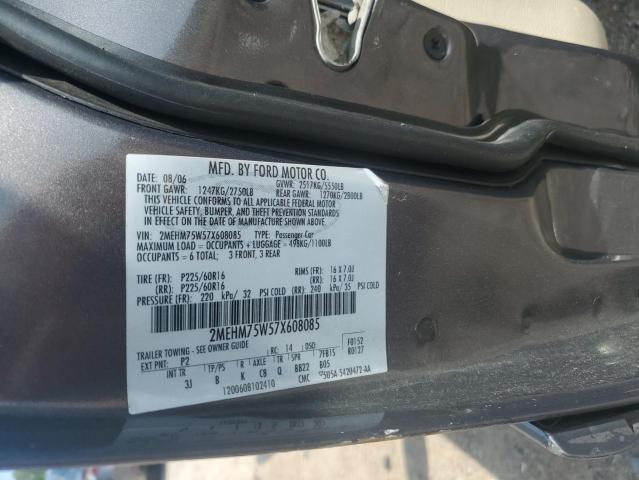 MFD. BY FORD MOTOR CO.
DATE: 08/06 GVWR: 2517KG/5550LB
FRONT GAWR: 1247KG/2750LB REAR GAWR: 1270KG/2800LB
THIS VEHICLE CONFORMS TO ALL APPLICABLE FEDERAL MOTOR
VEHICLE SAFETY, BUMPER, AND THEFT PREVENTION STANDARDS
IN EFFECT ON THE DATE OF MANUFACTURE SHOWN ABOVE.
VIN: 2MEHM75W57X608085 TYPE: Passenger Car
MAXIMUM LOAD = OCCUPANTS + LUGGAGE = 498KG/1100LB
OCCUPANTS = 6 TOTAL; 3 FRONT, 3 REAR
TIRE (FR): P225/60R16 RIMS (FR): 16 X 7.0J
(RR): P225/60R16 (RR): 16 X 7.0J
PRESSURE (FR): 220 kPa/ 32 PSI COLD (RR): 240 kPa/ 35 PSI COLD
2MEHM75W57X608085
TRAILER TOWING - SEE OWNER GUIDE RC: 14 DSO: F0152
EXT PNT: P2 R0127
INT TR TP/PS R AXLE TR SPR 7FB15
3J B K C8 Q BB22 B05
1200608102410 CMC 5U5A 5420472-AA